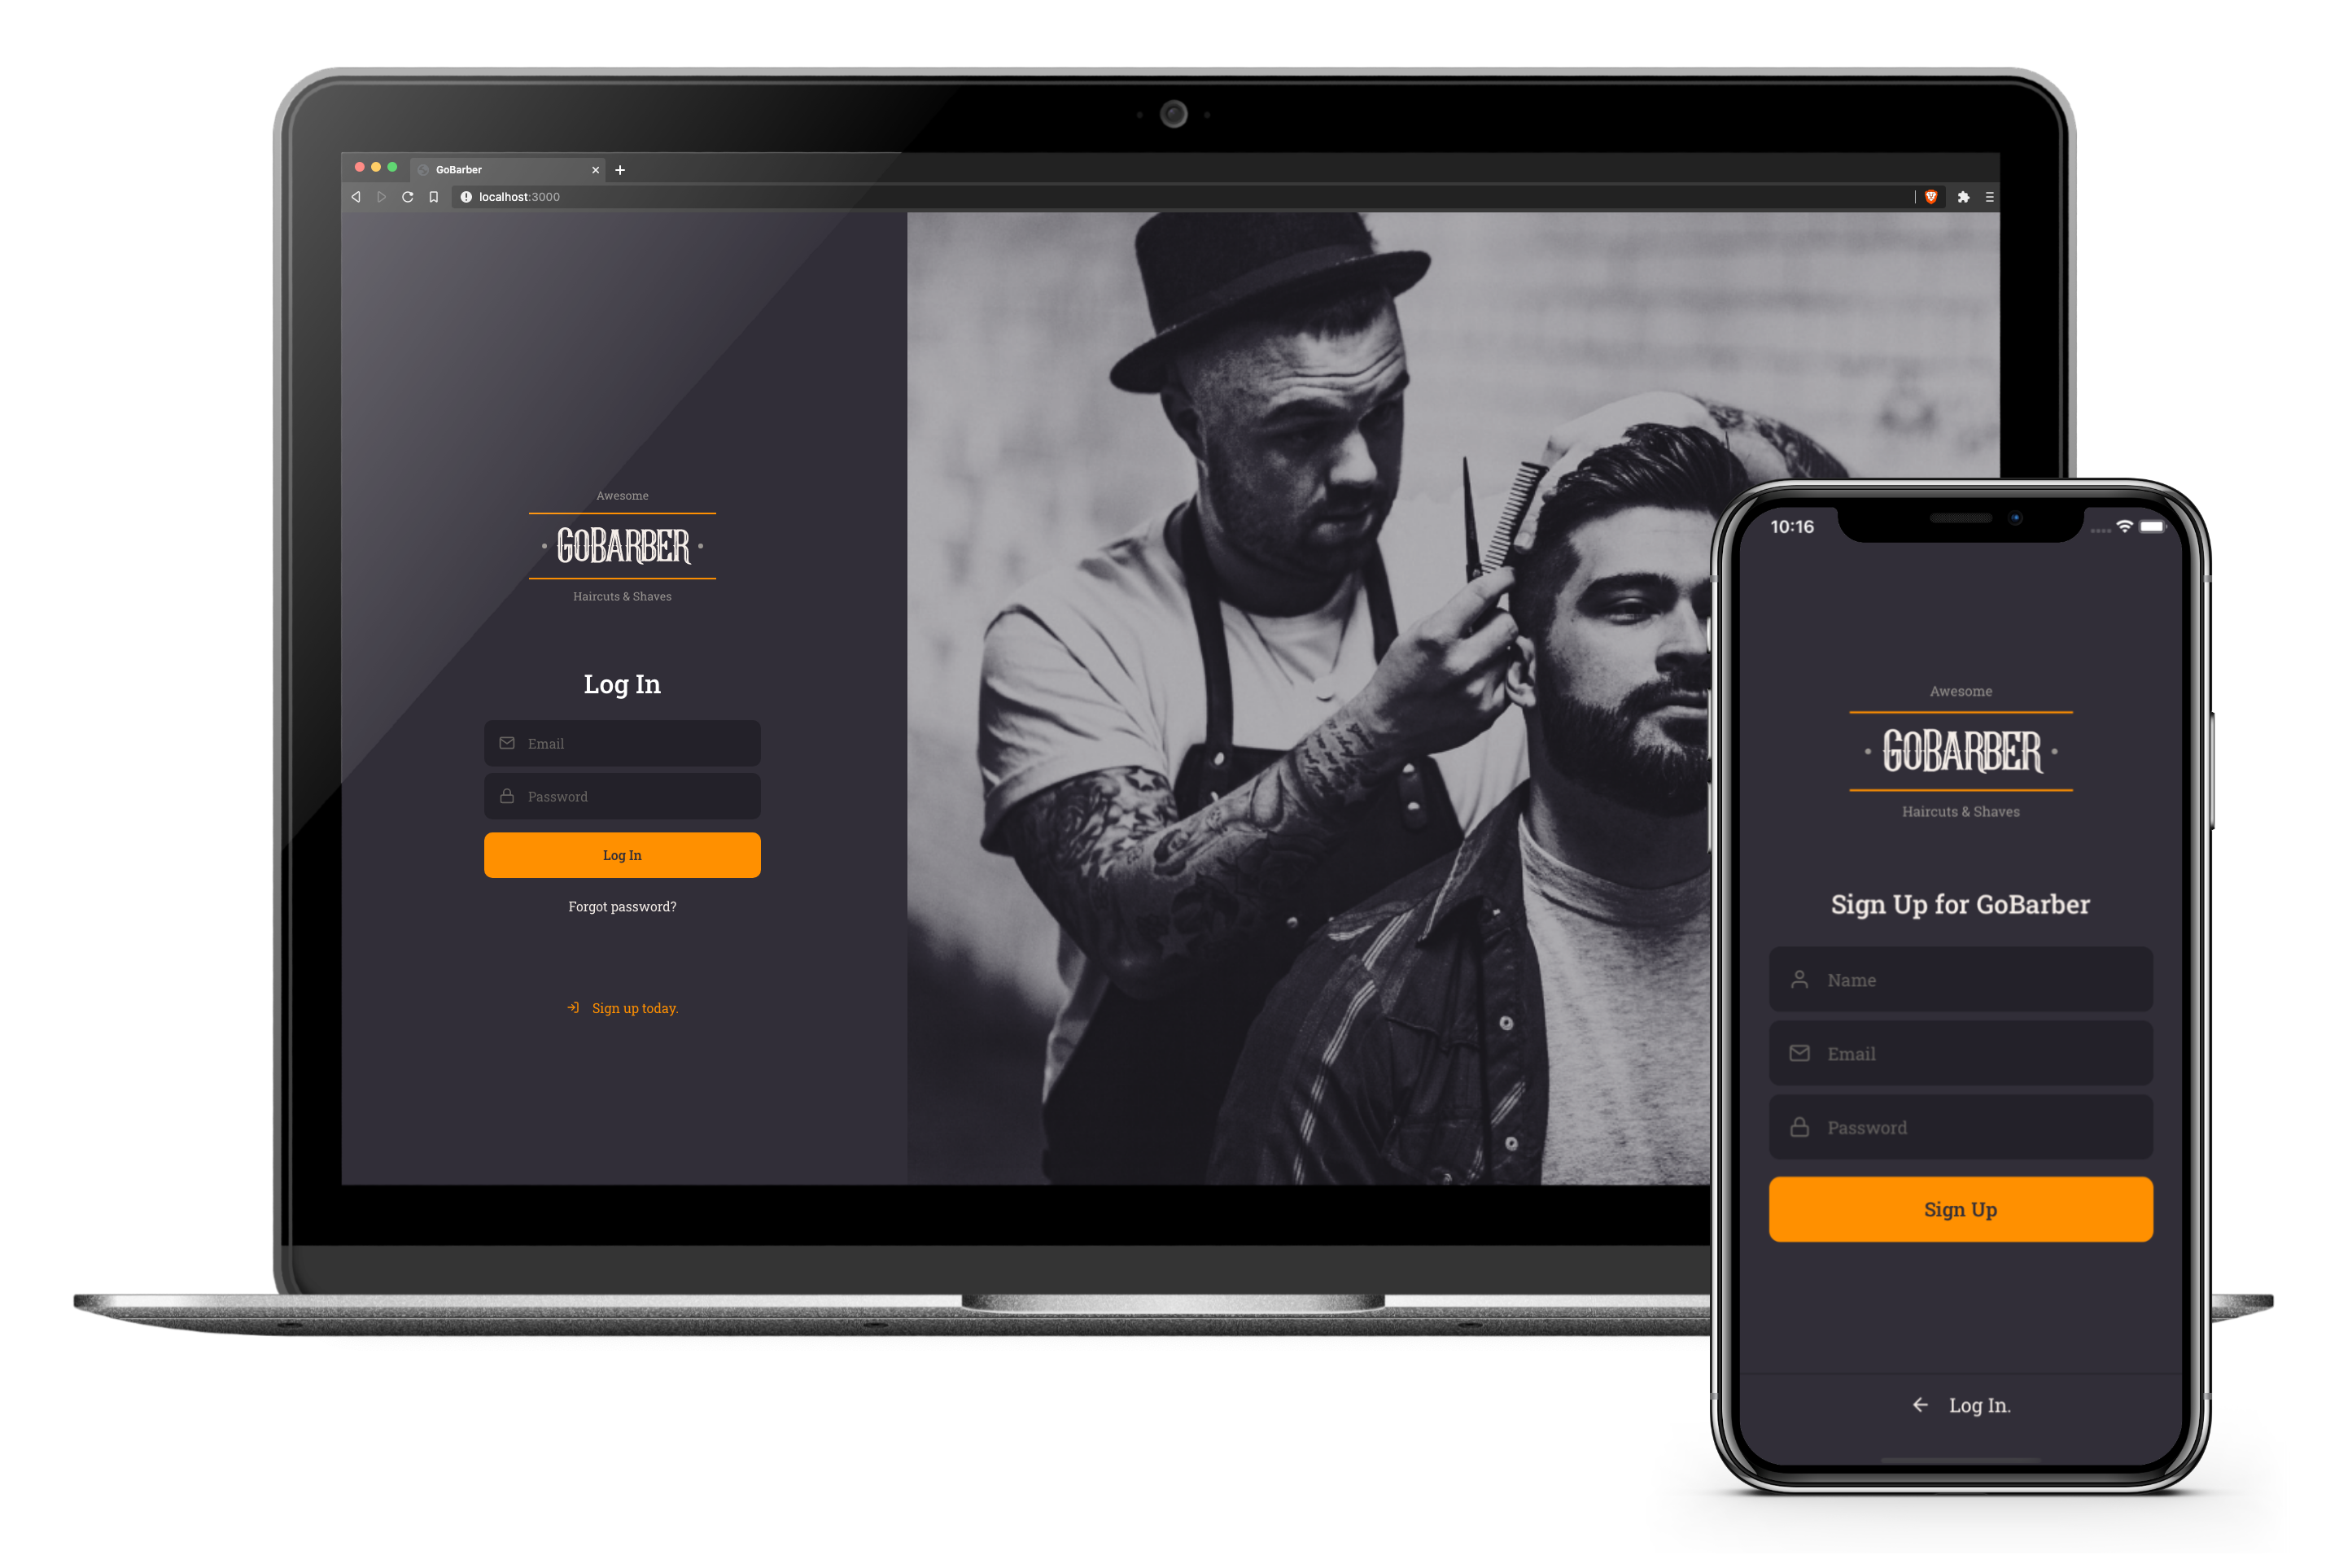 GoBarber
localhost:3000
Awesome
GOBARBER
Haircuts & Shaves
Log In
Email
Password
Log In
Forgot password?
Sign up today.
10:16
Awesome
GOBARBER
Haircuts & Shaves
Sign Up for GoBarber
Name
Email
Password
Sign Up
Log In.